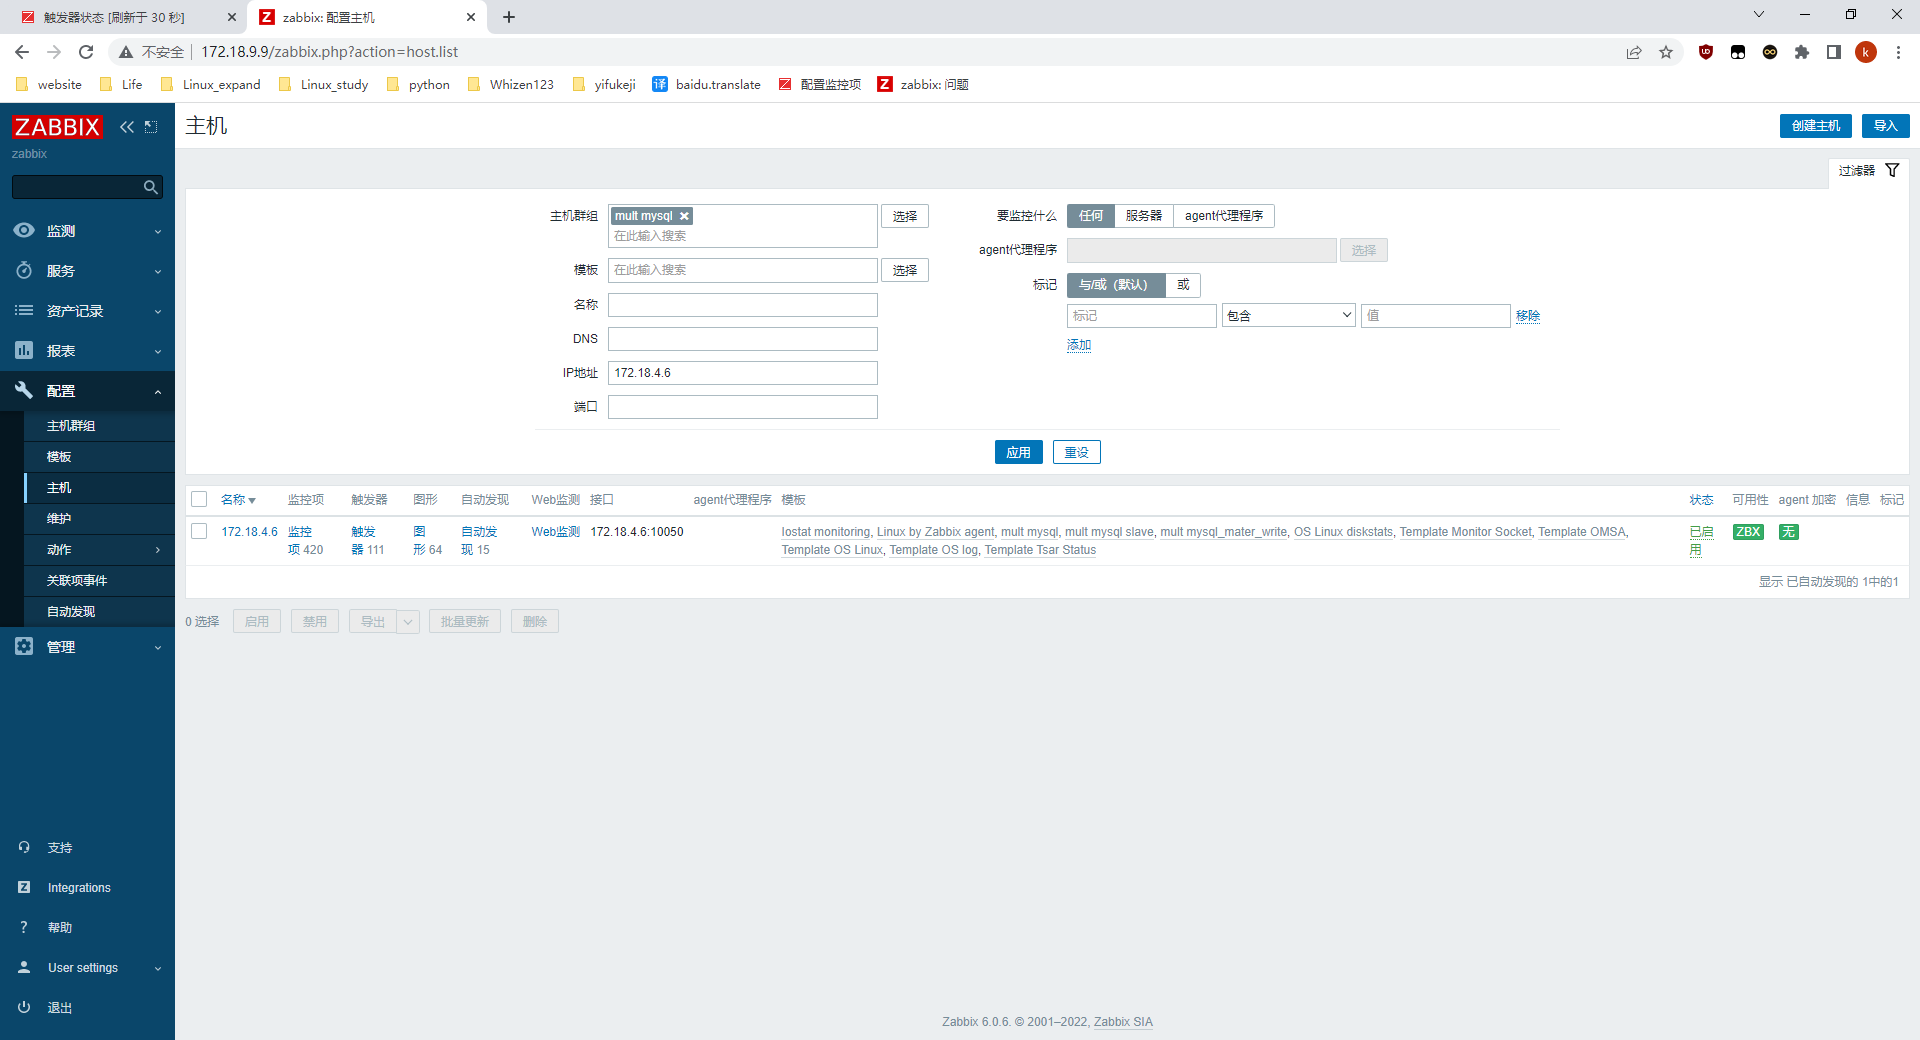 触发器状态 [刷新于 30 秒]
zabbix: 配置主机
不安全
172.18.9.9/zabbix.php?action=host.list
k
website
Life
Linux_expand
Linux_study
python
Whizen123
yifukeji
译 baidu.translate
配置监控项
zabbix: 问题
ZABBIX
zabbix
监测
服务
资产记录
报表
配置
主机群组
模板
主机
维护
动作
关联项事件
自动发现
管理
支持
Integrations
帮助
User settings
退出
主机
创建主机
导入
过滤器
主机群组
mult mysql
在此输入搜索
选择
模板
在此输入搜索
选择
名称
DNS
IP地址
172.18.4.6
端口
要监控什么
任何
服务器
agent代理程序
agent代理程序
选择
标记
与/或（默认）
或
标记
包含
值
移除
添加
应用
重设
名称 监控项 触发器 图形 自动发现 Web监测 接口 agent代理程序 模板 状态 可用性 agent 加密 信息 标记
172.18.4.6 监控 触发 图 自动发 Web监测 172.18.4.6:10050 Iostat monitoring, Linux by Zabbix agent, mult mysql, mult mysql slave, mult mysql_mater_write, OS Linux diskstats, Template Monitor Socket, Template OMSA, 已启 ZBX 无
项 420 器 111 形 64 现 15 Template OS Linux, Template OS log, Template Tsar Status 用
显示 已自动发现的 1中的1
0 选择
启用
禁用
导出
批量更新
删除
Zabbix 6.0.6. © 2001–2022, Zabbix SIA